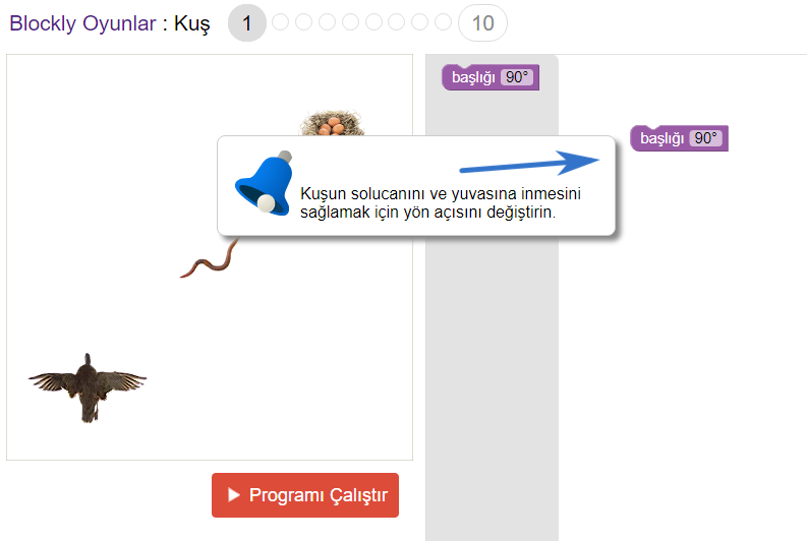 Blockly Oyunlar : Kuş 1 10
başlığı 90°
başlığı 90°
Kuşun solucanını ve yuvasına inmesini
sağlamak için yön açısını değiştirin.
Programı Çalıştır